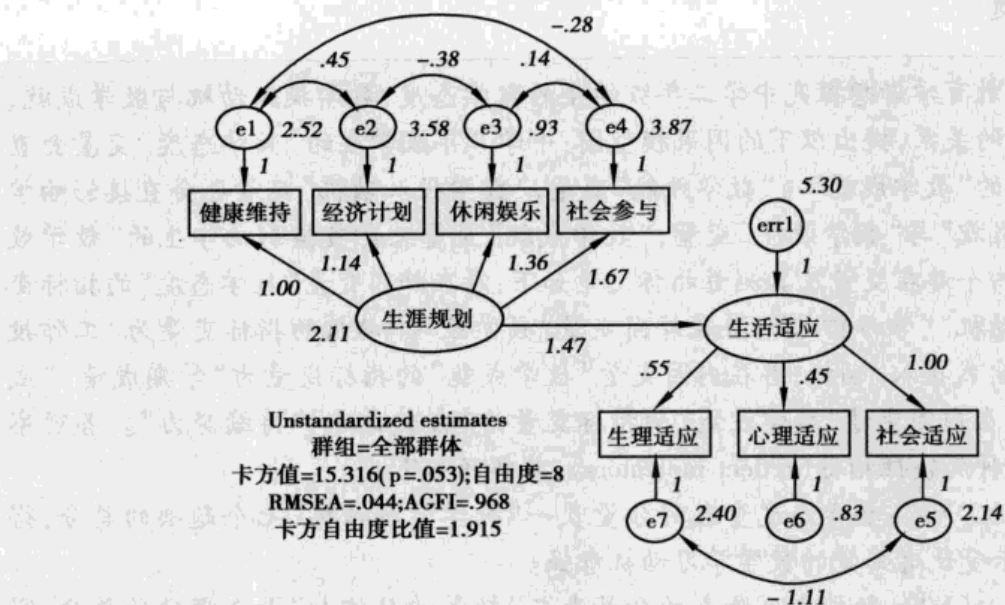 -.28
.45 -.38 .14
e1 2.52 e2 3.58 e3 .93 e4 3.87
1 1 1 1
健康维持 经济计划 休闲娱乐 社会参与
5.30
err1
1
1.00 1.14 1.36 1.67
生涯规划
2.11
1.47
生活适应
.55 .45 1.00
生理适应 心理适应 社会适应
1 1 1
e7 2.40 e6 .83 e5 2.14
-1.11
Unstandardized estimates
群组=全部群体
卡方值=15.316(p=.053);自由度=8
RMSEA=.044;AGFI=.968
卡方自由度比值=1.915